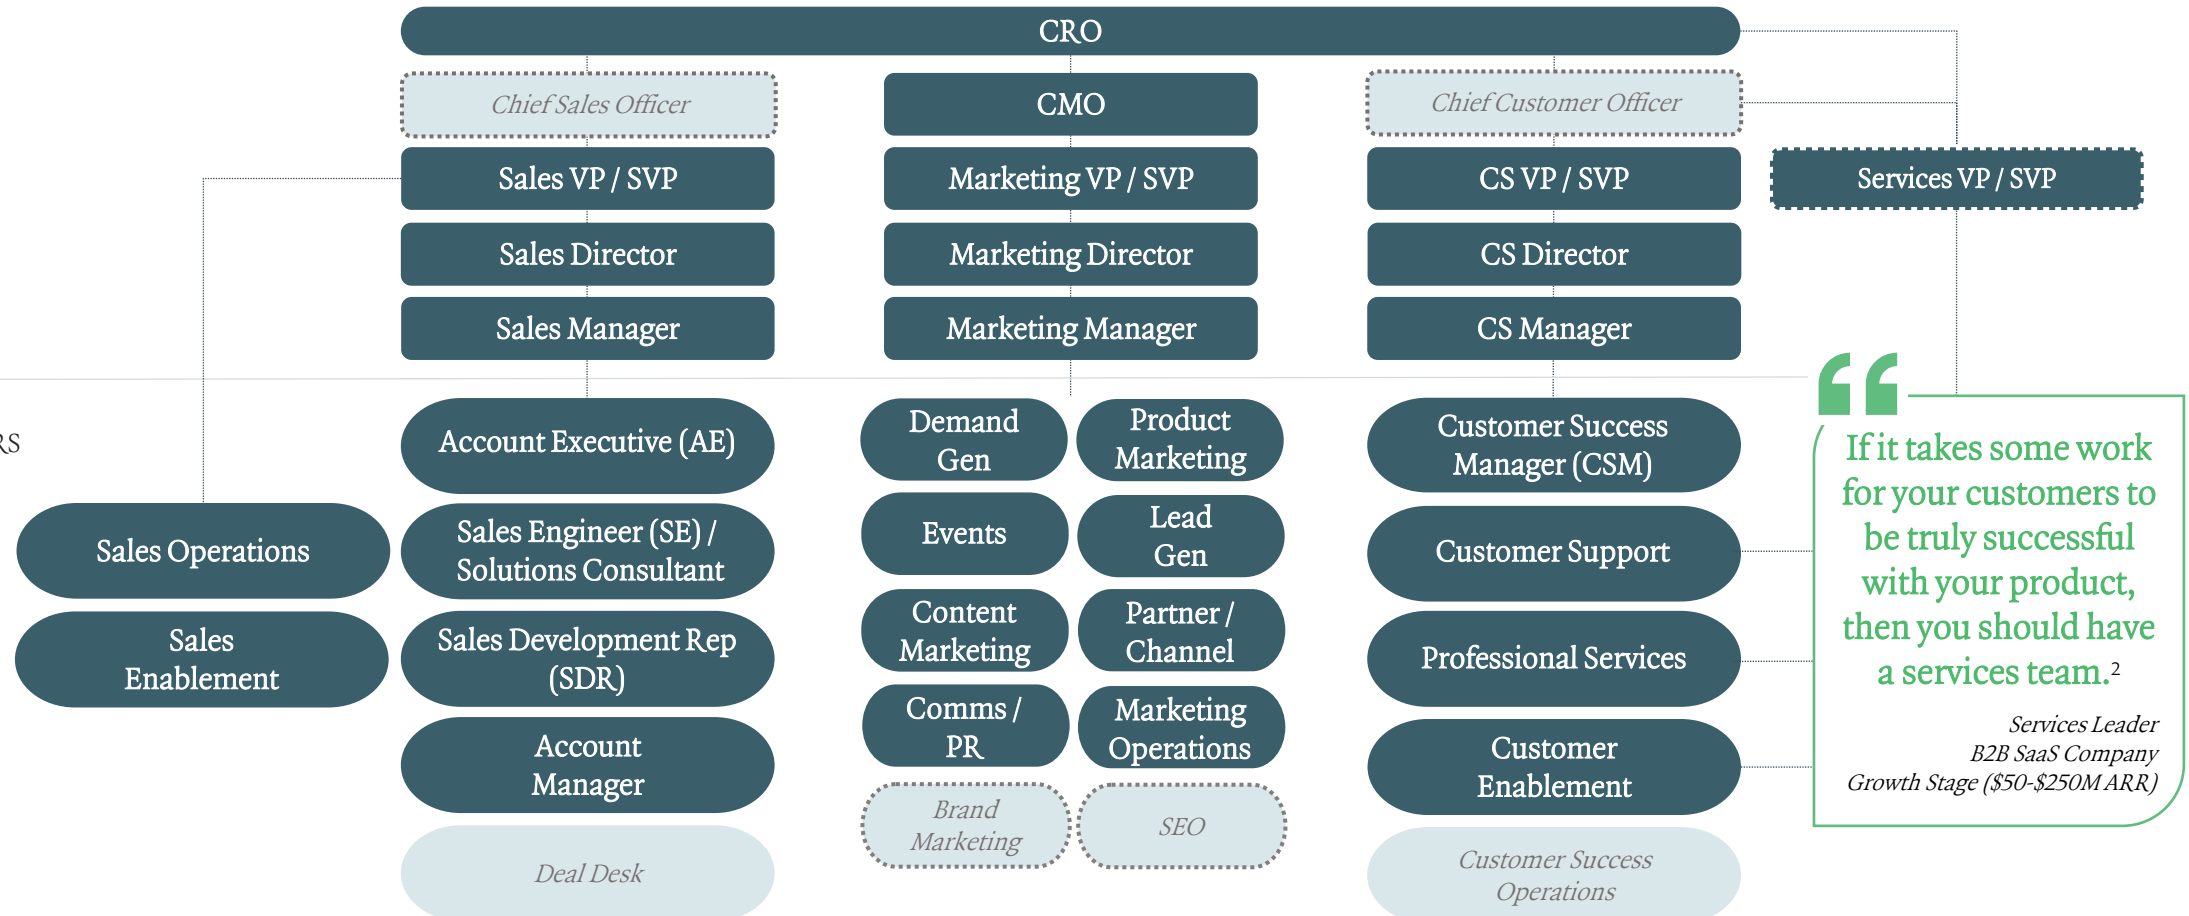 CRO
Chief Sales Officer
CMO
Chief Customer Officer
Sales VP / SVP
Marketing VP / SVP
CS VP / SVP
Services VP / SVP
Sales Director
Marketing Director
CS Director
Sales Manager
Marketing Manager
CS Manager
RS
Sales Operations
Sales
Enablement
Account Executive (AE)
Sales Engineer (SE) /
Solutions Consultant
Sales Development Rep
(SDR)
Account
Manager
Deal Desk
Demand
Gen
Product
Marketing
Events
Lead
Gen
Content
Marketing
Partner /
Channel
Comms /
PR
Marketing
Operations
Brand
Marketing
SEO
Customer Success
Manager (CSM)
Customer Support
Professional Services
Customer
Enablement
Customer Success
Operations
“
If it takes some work
for your customers to
be truly successful
with your product,
then you should have
a services team.²
Services Leader
B2B SaaS Company
Growth Stage ($50-$250M ARR)